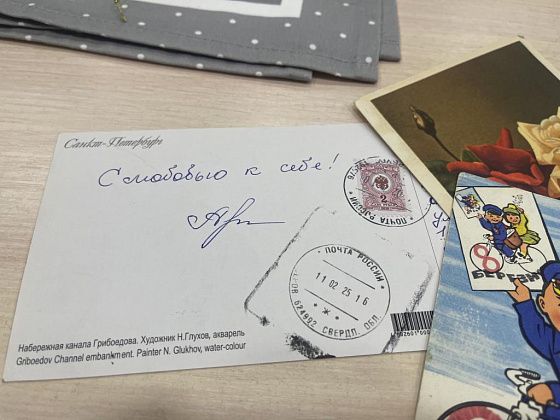 Санкт-Петербург
С любовью к себе!
2
ПОЧТА РОССИИ
ПОЧТА РОССИИ
11 02 25 16
624692 СВЕРДЛ. ОБЛ.
Набережная канала Грибоедова. Художник Н.Глухов, акварель
Griboedov Channel embankment. Painter N. Glukhov, water-colour
8